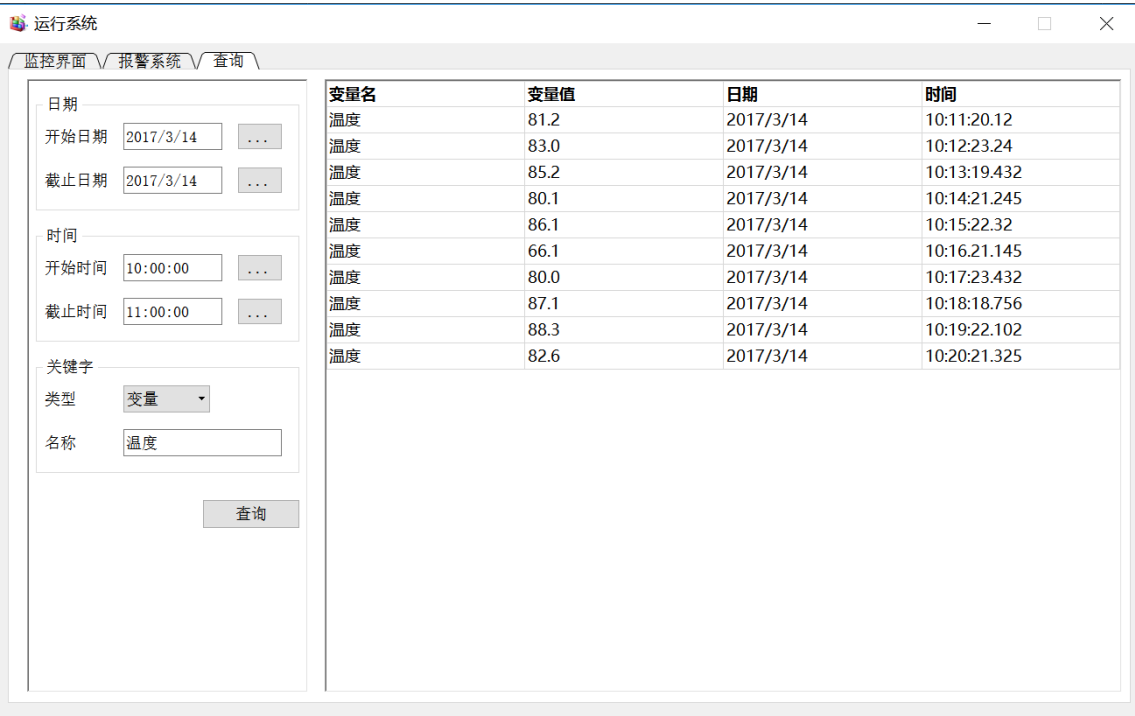 运行系统
监控界面 报警系统 查询
日期
开始日期 2017/3/14 ...
截止日期 2017/3/14 ...
时间
开始时间 10:00:00 ...
截止时间 11:00:00 ...
关键字
类型 变量
名称 温度
查询
变量名 变量值 日期 时间
温度 81.2 2017/3/14 10:11:20.12
温度 83.0 2017/3/14 10:12:23.24
温度 85.2 2017/3/14 10:13:19.432
温度 80.1 2017/3/14 10:14:21.245
温度 86.1 2017/3/14 10:15:22.32
温度 66.1 2017/3/14 10:16.21.145
温度 80.0 2017/3/14 10:17:23.432
温度 87.1 2017/3/14 10:18:18.756
温度 88.3 2017/3/14 10:19:22.102
温度 82.6 2017/3/14 10:20:21.325